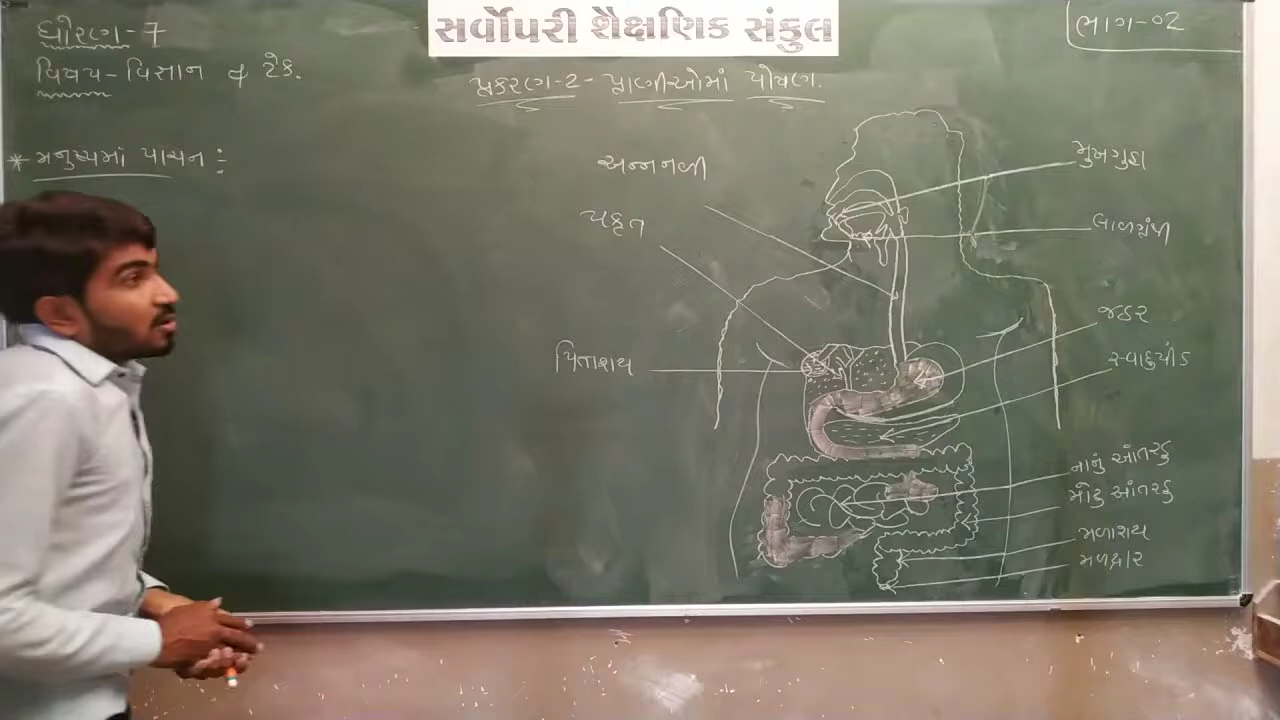 સર્વોપરી શૈક્ષણિક સંકુલ
ધોરણ-7
ભાગ-૦2
વિષય-વિજ્ઞાન & ટેક.
પ્રકરણ-2- પ્રાણીઓમાં પોષણ.
* મનુષ્યમાં પાચન :
અન્નનળી
મુખગુહા
યકૃત
લાળગ્રંથી
જઠર
પિતાશય
સ્વાદુપીંડ
નાનું આંતરડુ
મોટુ આંતરડુ
મળાશય
મળદ્વાર